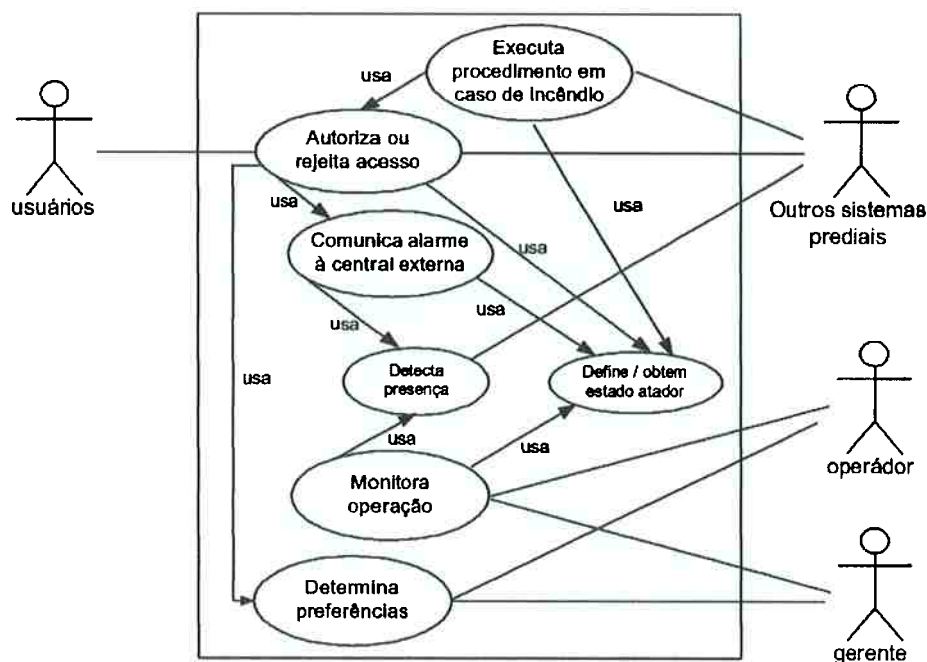 Executa
procedimento em
caso de incêndio
usa
Autoriza ou
rejeita acesso
usuários
Outros sistemas
prediais
usa
usa
Comunica alarme
à central externa
usa
usa
usa
Detecta
presença
Define / obtem
estado atador
usa
usa
usa
operádor
Monitora
operação
Determina
preferências
gerente